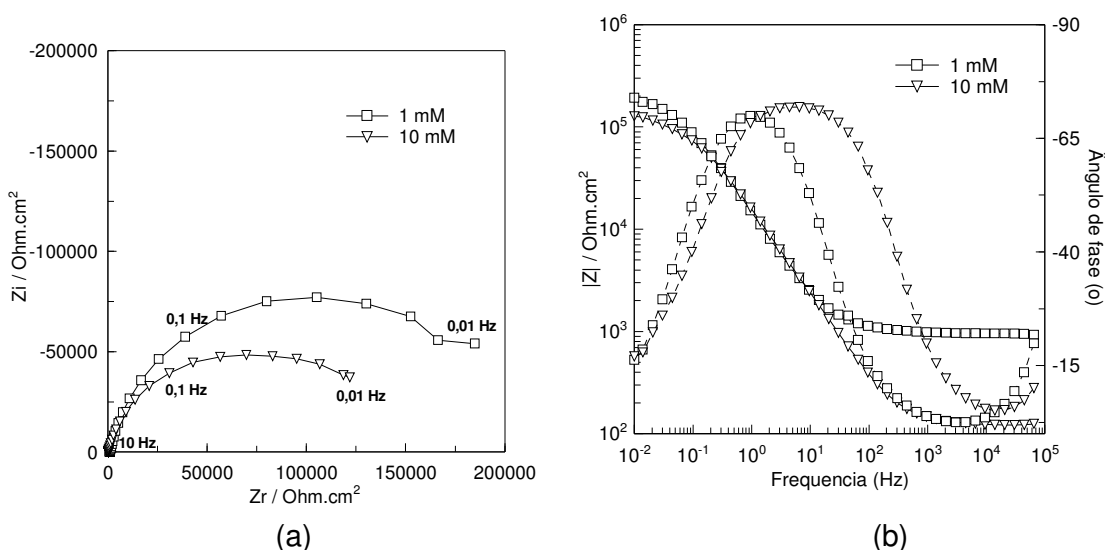 -200000
-150000
-100000
-50000
0
0
50000
100000
150000
200000
Zi / Ohm.cm²
Zr / Ohm.cm²
1 mM
10 mM
0,1 Hz
0,01 Hz
0,1 Hz
0,01 Hz
10 Hz
(a)
10⁶
10⁵
10⁴
10³
10²
|Z| / Ohm.cm²
-90
-65
-40
-15
Ângulo de fase (o)
1 mM
10 mM
10⁻²
10⁻¹
10⁰
10¹
10²
10³
10⁴
10⁵
Frequencia (Hz)
(b)